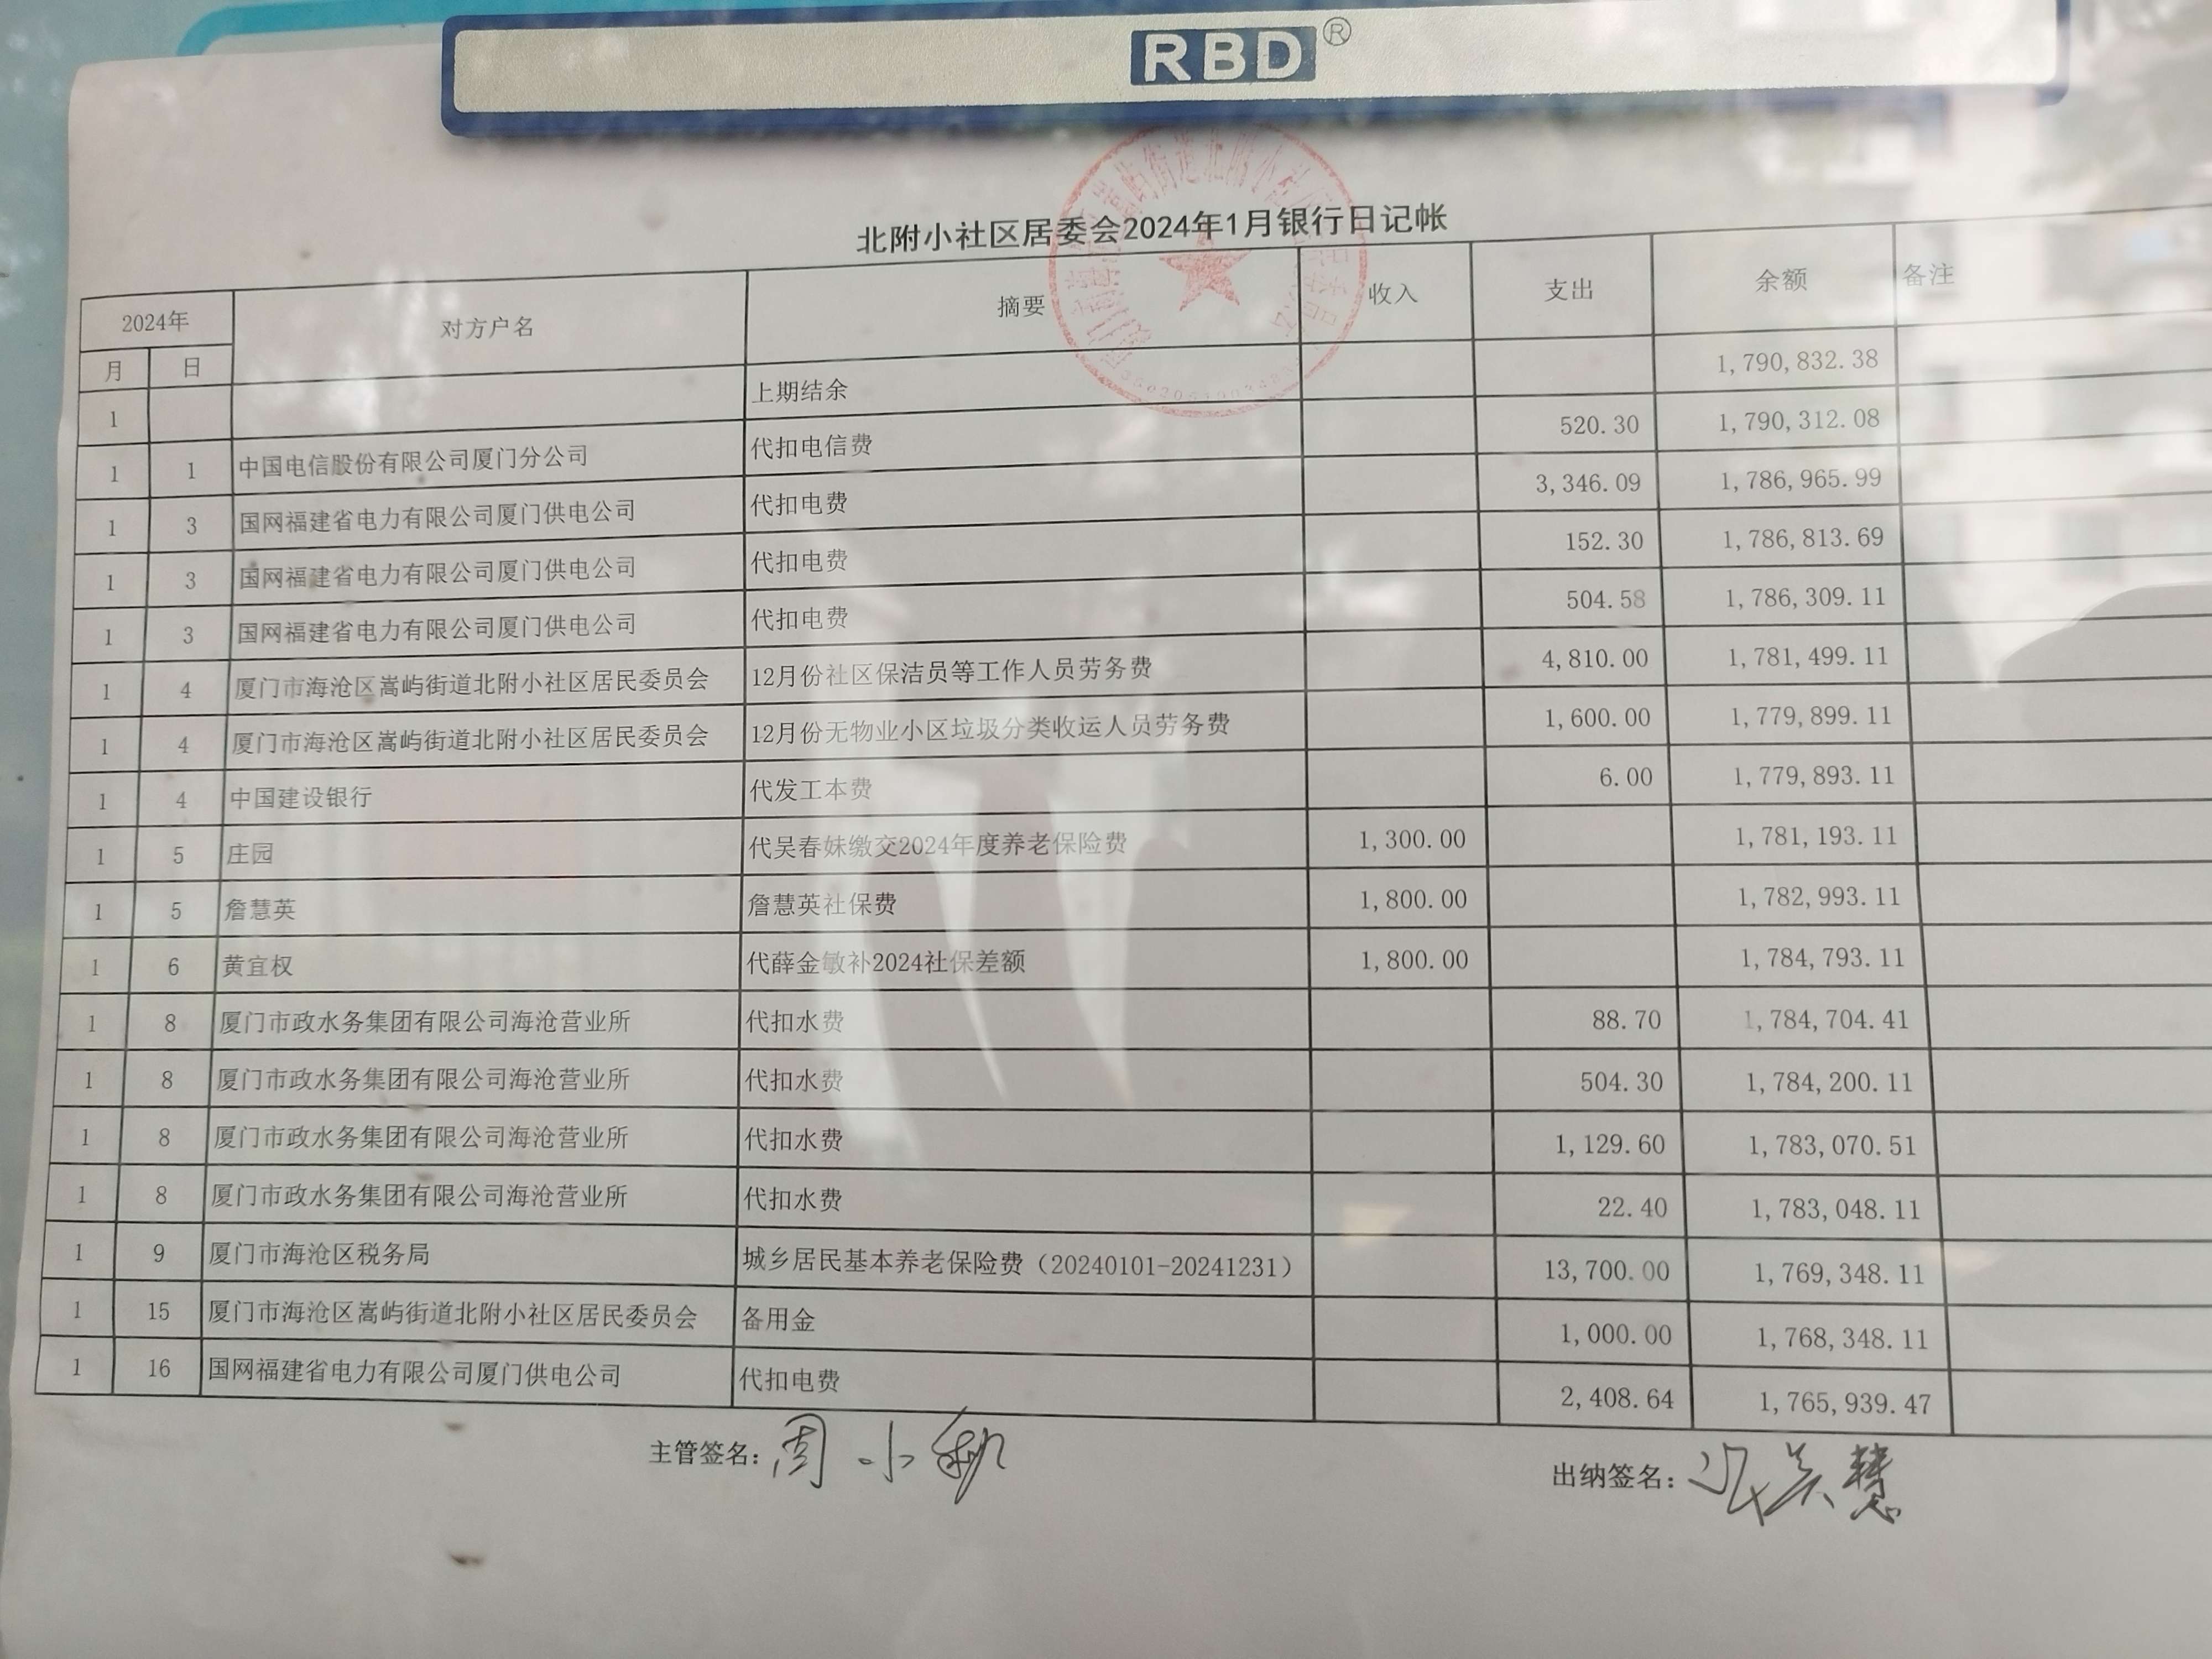 RBD®
北附小社区居委会2024年1月银行日记帐
2024年 对方户名 摘要 收入 支出 余额 备注
月 日
1 上期结余 1,790,832.38
1 1 中国电信股份有限公司厦门分公司 代扣电信费 520.30 1,790,312.08
1 3 国网福建省电力有限公司厦门供电公司 代扣电费 3,346.09 1,786,965.99
1 3 国网福建省电力有限公司厦门供电公司 代扣电费 152.30 1,786,813.69
1 3 国网福建省电力有限公司厦门供电公司 代扣电费 504.58 1,786,309.11
1 4 厦门市海沧区嵩屿街道北附小社区居民委员会 12月份社区保洁员等工作人员劳务费 4,810.00 1,781,499.11
1 4 厦门市海沧区嵩屿街道北附小社区居民委员会 12月份无物业小区垃圾分类收运人员劳务费 1,600.00 1,779,899.11
1 4 中国建设银行 代发工本费 6.00 1,779,893.11
1 5 庄园 代吴春妹缴交2024年度养老保险费 1,300.00 1,781,193.11
1 5 詹慧英 詹慧英社保费 1,800.00 1,782,993.11
1 6 黄宜权 代薛金敏补2024社保差额 1,800.00 1,784,793.11
1 8 厦门市政水务集团有限公司海沧营业所 代扣水费 88.70 1,784,704.41
1 8 厦门市政水务集团有限公司海沧营业所 代扣水费 504.30 1,784,200.11
1 8 厦门市政水务集团有限公司海沧营业所 代扣水费 1,129.60 1,783,070.51
1 8 厦门市政水务集团有限公司海沧营业所 代扣水费 22.40 1,783,048.11
1 9 厦门市海沧区税务局 城乡居民基本养老保险费（20240101-20241231） 13,700.00 1,769,348.11
1 15 厦门市海沧区嵩屿街道北附小社区居民委员会 备用金 1,000.00 1,768,348.11
1 16 国网福建省电力有限公司厦门供电公司 代扣电费 2,408.64 1,765,939.47
主管签名：周小
出纳签名：